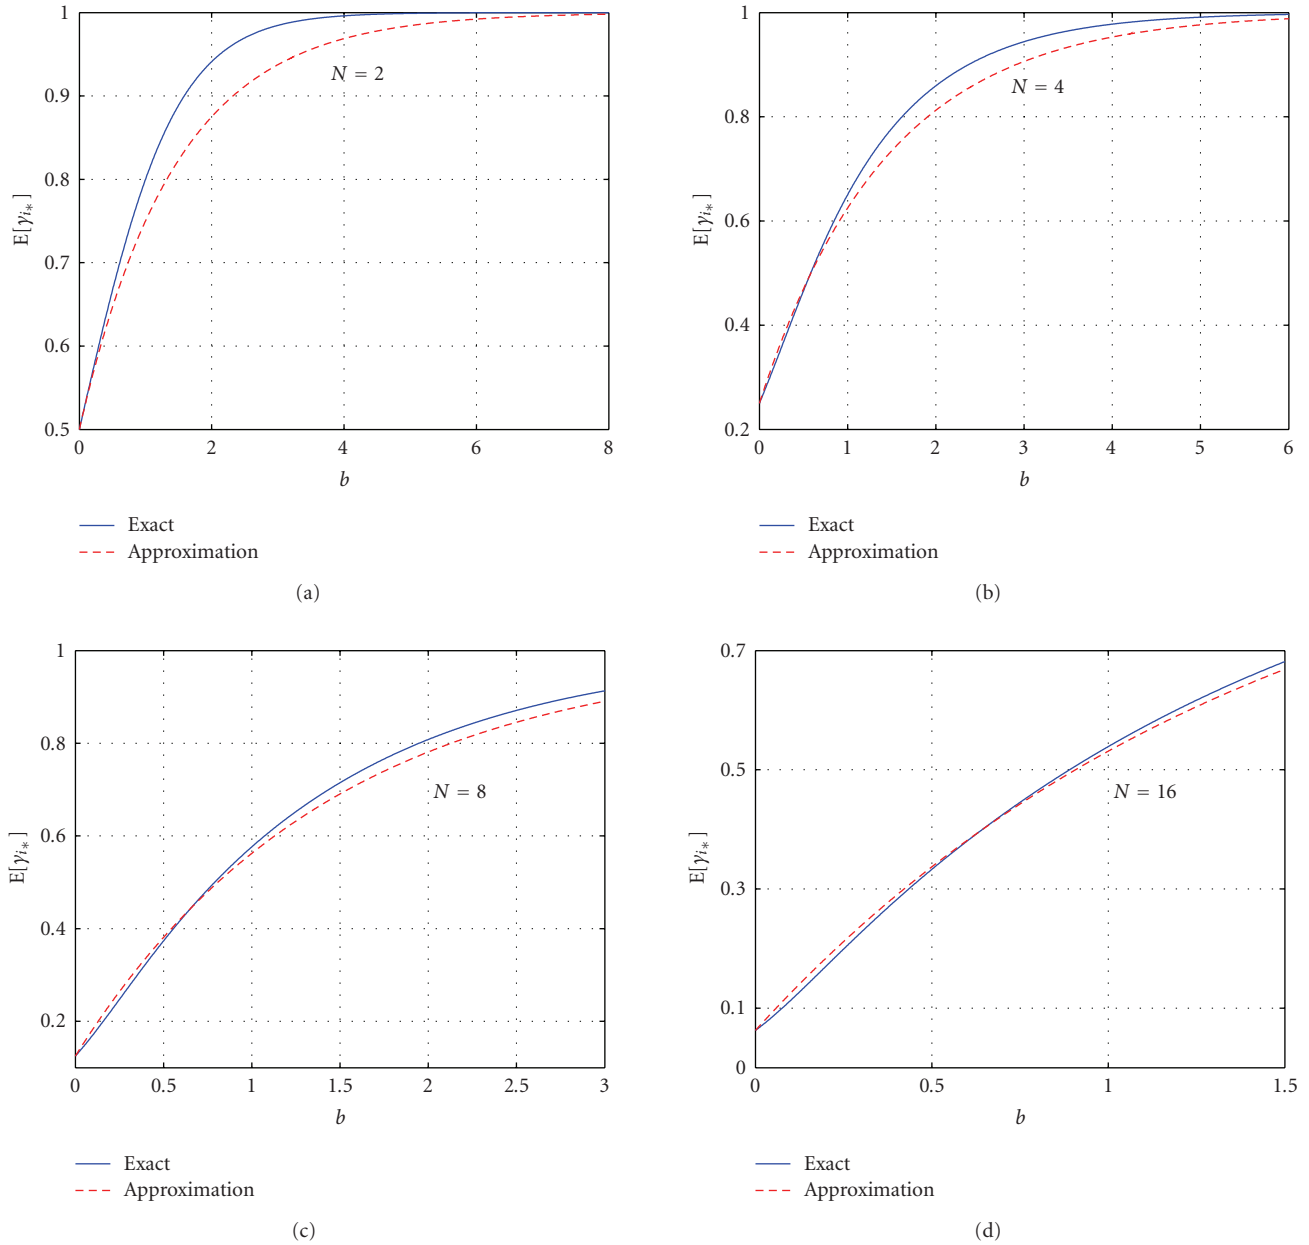 1
0.9
0.8
0.7
0.6
0.5
E[γi*]
N = 2
0 2 4 6 8
b
Exact
Approximation
(a)
1
0.8
0.6
0.4
0.2
E[γi*]
N = 4
0 1 2 3 4 5 6
b
Exact
Approximation
(b)
1
0.8
0.6
0.4
0.2
E[γi*]
N = 8
0 0.5 1 1.5 2 2.5 3
b
Exact
Approximation
(c)
0.7
0.5
0.3
0.1
0
E[γi*]
N = 16
0 0.5 1 1.5
b
Exact
Approximation
(d)